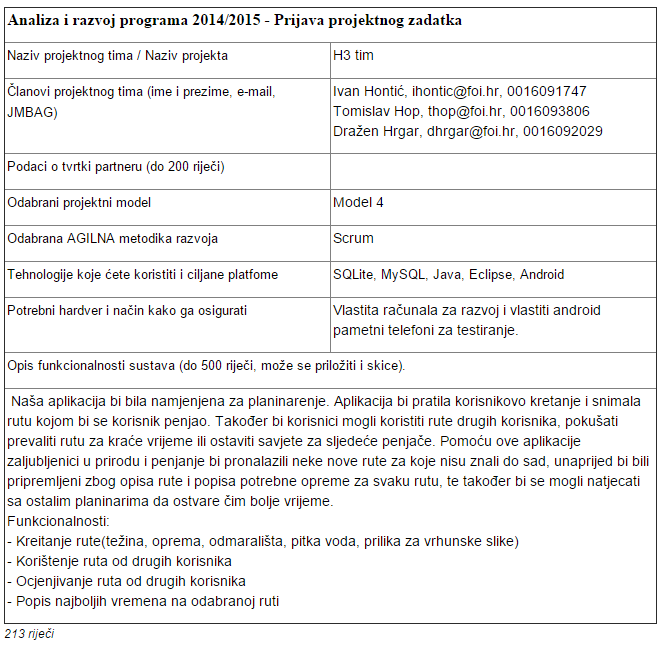 Analiza i razvoj programa 2014/2015 - Prijava projektnog zadatka
Naziv projektnog tima / Naziv projekta
H3 tim
Članovi projektnog tima (ime i prezime, e-mail,
JMBAG)
Ivan Hontić, ihontic@foi.hr, 0016091747
Tomislav Hop, thop@foi.hr, 0016093806
Dražen Hrgar, dhrgar@foi.hr, 0016092029
Podaci o tvrtki partneru (do 200 riječi)
Odabrani projektni model
Model 4
Odabrana AGILNA metodika razvoja
Scrum
Tehnologije koje ćete koristiti i ciljane platfome
SQLite, MySQL, Java, Eclipse, Android
Potrebni hardver i način kako ga osigurati
Vlastita računala za razvoj i vlastiti android
pametni telefoni za testiranje.
Opis funkcionalnosti sustava (do 500 riječi, može se priložiti i skice).
Naša aplikacija bi bila namjenjena za planinarenje. Aplikacija bi pratila korisnikovo kretanje i snimala
rutu kojom bi se korisnik penjao. Također bi korisnici mogli koristiti rute drugih korisnika, pokušati
prevaliti rutu za kraće vrijeme ili ostaviti savjete za sljedeće penjače. Pomoću ove aplikacije
zaljubljenici u prirodu i penjanje bi pronalazili neke nove rute za koje nisu znali do sad, unaprijed bi bili
pripremljeni zbog opisa rute i popisa potrebne opreme za svaku rutu, te također bi se mogli natjecati
sa ostalim planinarima da ostvare čim bolje vrijeme.
Funkcionalnosti:
- Kreitanje rute(težina, oprema, odmarališta, pitka voda, prilika za vrhunske slike)
- Korištenje ruta od drugih korisnika
- Ocjenjivanje ruta od drugih korisnika
- Popis najboljih vremena na odabranoj ruti
213 riječi